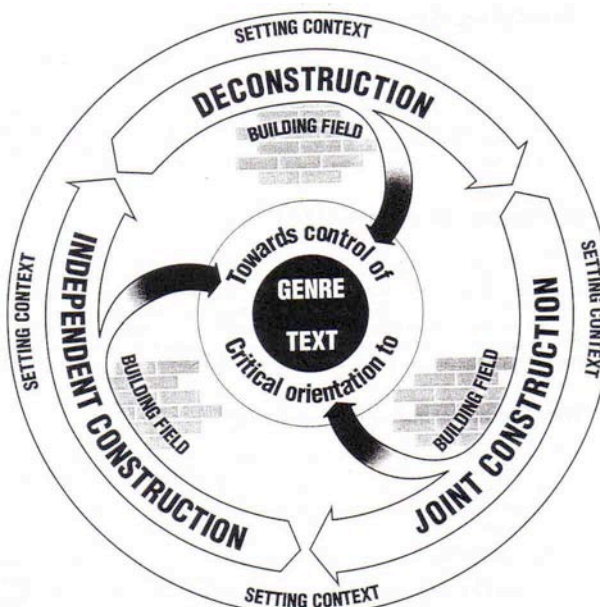 SETTING CONTEXT
DECONSTRUCTION
BUILDING FIELD
SETTING CONTEXT
JOINT CONSTRUCTION
BUILDING FIELD
SETTING CONTEXT
INDEPENDENT CONSTRUCTION
BUILDING FIELD
SETTING CONTEXT
Towards control of
GENRE
TEXT
Critical orientation to